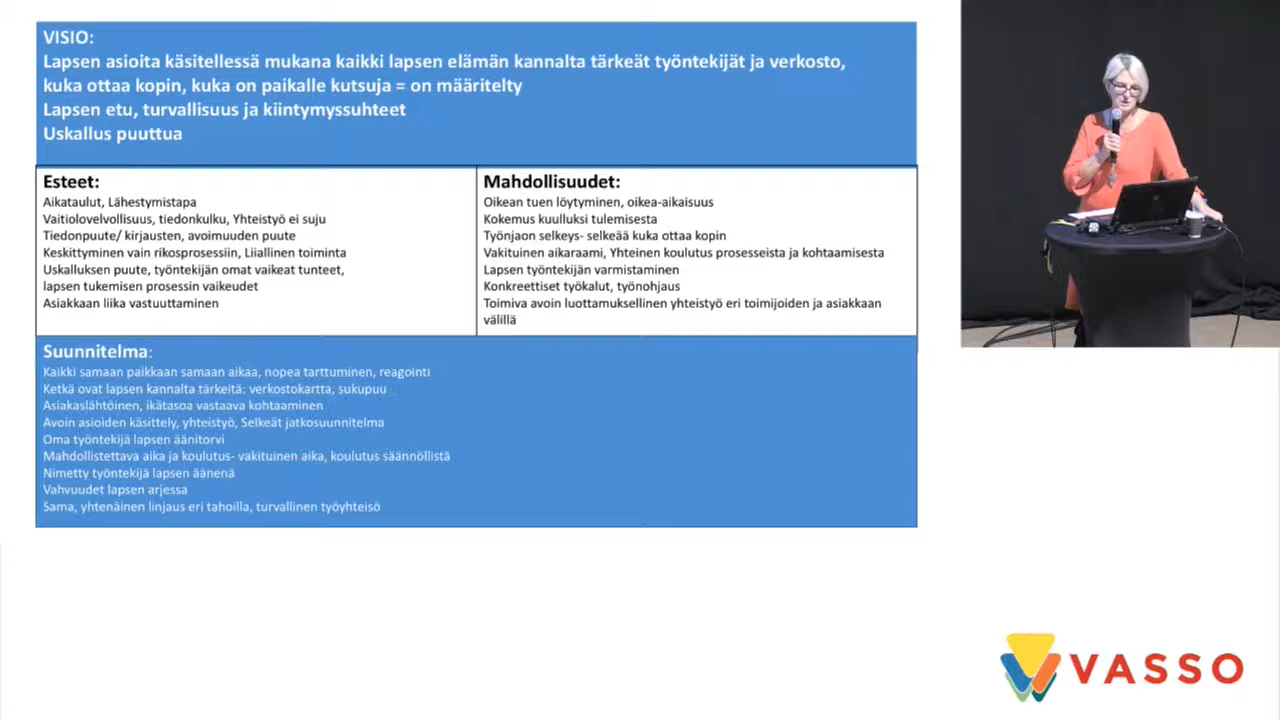 VISIO:
Lapsen asioita käsitellessä mukana kaikki lapsen elämän kannalta tärkeät työntekijät ja verkosto,
kuka ottaa kopin, kuka on paikalle kutsuja = on määritelty
Lapsen etu, turvallisuus ja kiintymyssuhteet
Uskallus puuttua
Esteet:
Aikataulut, Lähestymistapa
Vaitiolovelvollisuus, tiedonkulku, Yhteistyö ei suju
Tiedonpuute/ kirjausten, avoimuuden puute
Keskittyminen vain rikosprosessiin, Liiallinen toiminta
Uskalluksen puute, työntekijän omat vaikeat tunteet,
lapsen tukemisen prosessin vaikeudet
Asiakkaan liika vastuuttaminen
Mahdollisuudet:
Oikean tuen löytyminen, oikea-aikaisuus
Kokemus kuulluksi tulemisesta
Työnjaon selkeys- selkeää kuka ottaa kopin
Vakituinen aikaraami, Yhteinen koulutus prosesseista ja kohtaamisesta
Lapsen työntekijän varmistaminen
Konkreettiset työkalut, työnohjaus
Toimiva avoin luottamuksellinen yhteistyö eri toimijoiden ja asiakkaan
välillä
Suunnitelma:
Kaikki samaan paikkaan samaan aikaa, nopea tarttuminen, reagointi
Ketkä ovat lapsen kannalta tärkeitä: verkostokartta, sukupuu
Asiakaslähtöinen, ikätasoa vastaava kohtaaminen
Avoin asioiden käsittely, yhteistyö, Selkeät jatkosuunnitelma
Oma työntekijä lapsen äänitorvi
Mahdollistettava aika ja koulutus- vakituinen aika, koulutus säännöllistä
Nimetty työntekijä lapsen äänenä
Vahvuudet lapsen arjessa
Sama, yhtenäinen linjaus eri tahoilla, turvallinen työyhteisö
VASSO